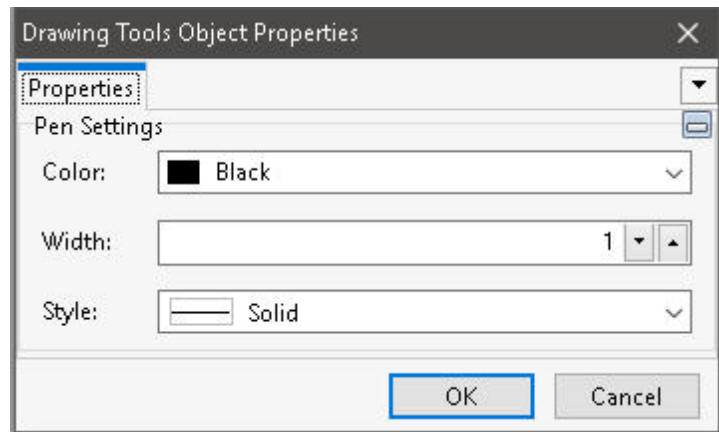 Drawing Tools Object Properties
Properties
Pen Settings
Color: Black
Width: 1
Style: Solid
OK Cancel